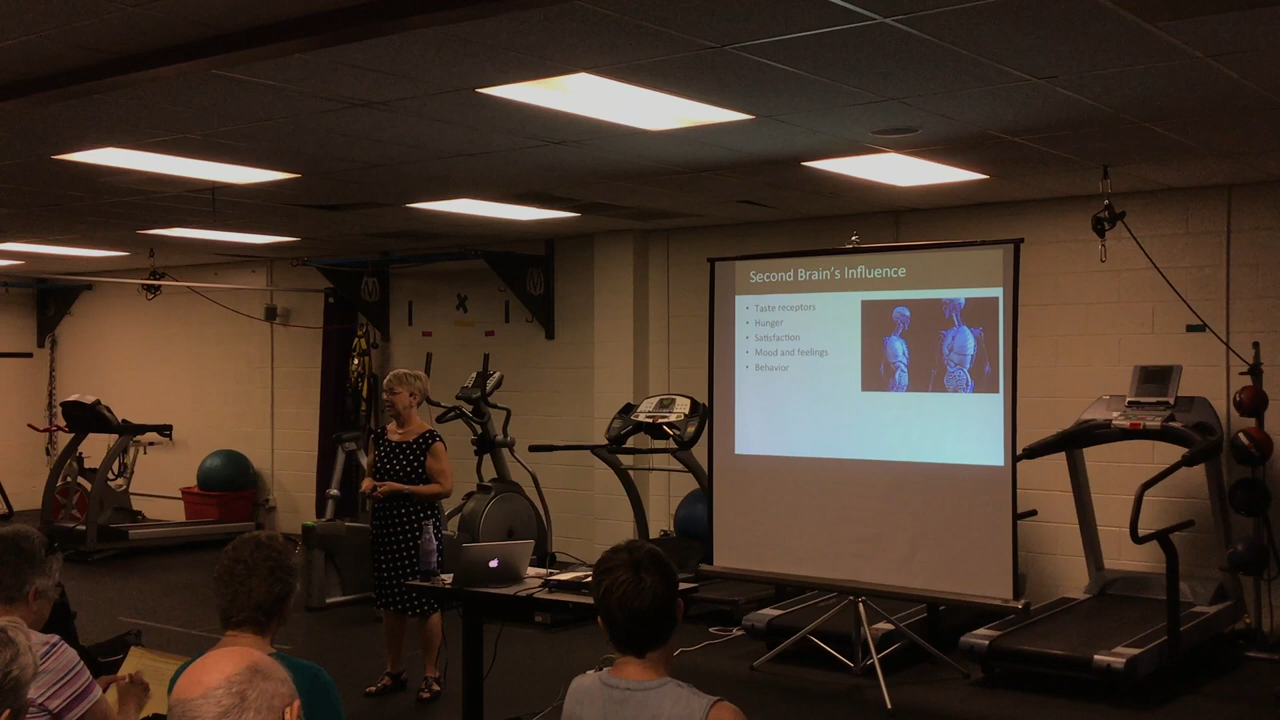 Second Brain's Influence
• Taste receptors
• Hunger
• Satisfaction
• Mood and feelings
• Behavior